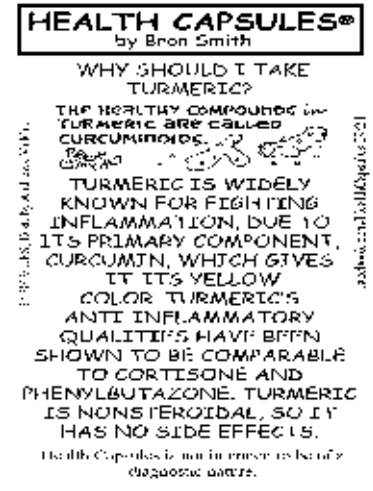 HEALTH CAPSULES®
by Bron Smith
WHY SHOULD I TAKE
TURMERIC?
THE HEALTHY COMPOUNDS in
TURMERIC are called
CURCUMINOIDS.
TURMERIC IS WIDELY
KNOWN FOR FIGHTING
INFLAMMATION, DUE TO
ITS PRIMARY COMPONENT,
CURCUMIN, WHICH GIVES
IT ITS YELLOW
COLOR. TURMERIC'S
ANTI INFLAMMATORY
QUALITIES HAVE BEEN
SHOWN TO BE COMPARABLE
TO CORTISONE AND
PHENYLBUTAZONE. TURMERIC
IS NONSTEROIDAL, SO IT
HAS NO SIDE EFFECTS.
Health Capsules is not intended to be of a
diagnostic nature.